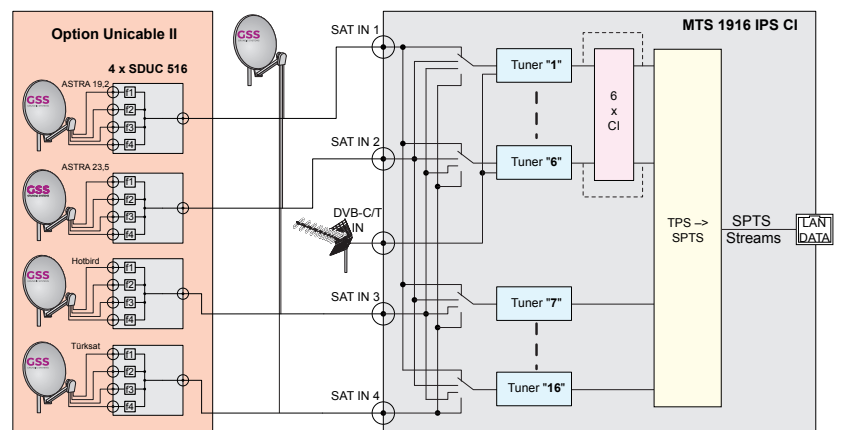 Option Unicable II
4 x SDUC 516
ASTRA 19,2
GSS
f1
f2
f3
f4
ASTRA 23,5
GSS
f1
f2
f3
f4
Hotbird
GSS
f1
f2
f3
f4
Türksat
GSS
f1
f2
f3
f4
GSS
SAT IN 1
SAT IN 2
DVB-C/T
IN
SAT IN 3
SAT IN 4
MTS 1916 IPS CI
Tuner "1"
Tuner "6"
Tuner "7"
Tuner "16"
6
x
CI
TPS –>
SPTS
SPTS
Streams
LAN
DATA